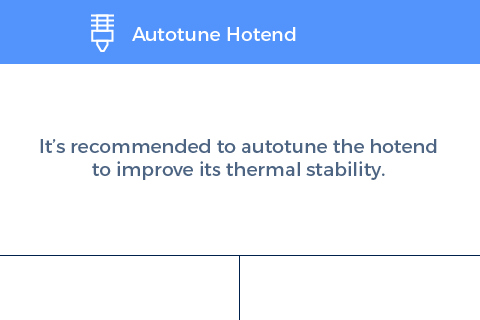 Autotune Hotend
It’s recommended to autotune the hotend
to improve its thermal stability.